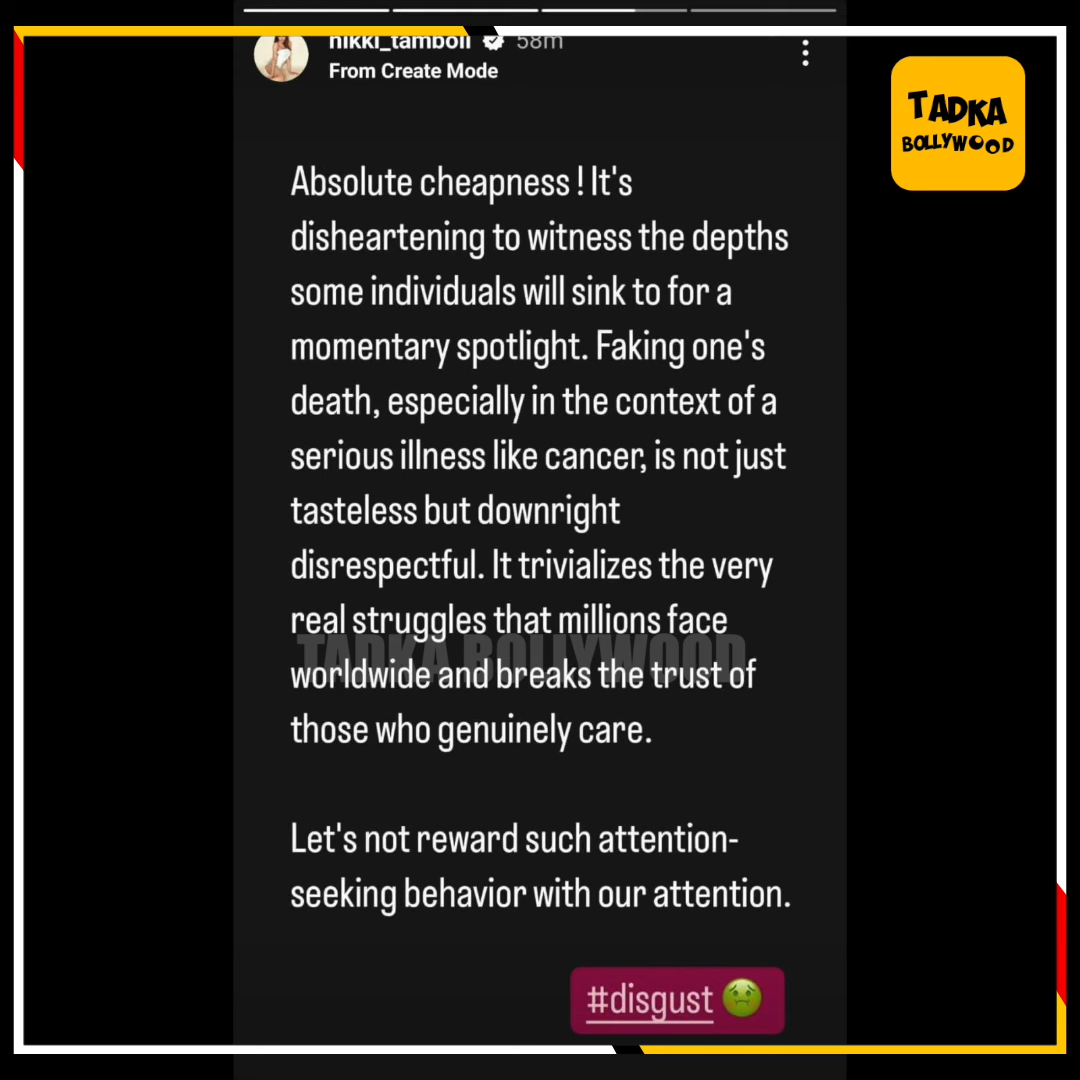 nikki_tamboli 58m
From Create Mode
TADKA
BOLLYWOOD
Absolute cheapness ! It's
disheartening to witness the depths
some individuals will sink to for a
momentary spotlight. Faking one's
death, especially in the context of a
serious illness like cancer, is not just
tasteless but downright
disrespectful. It trivializes the very
real struggles that millions face
TADKA BOLLYWOOD
worldwide and breaks the trust of
those who genuinely care.
Let's not reward such attention-
seeking behavior with our attention.
#disgust 🤢